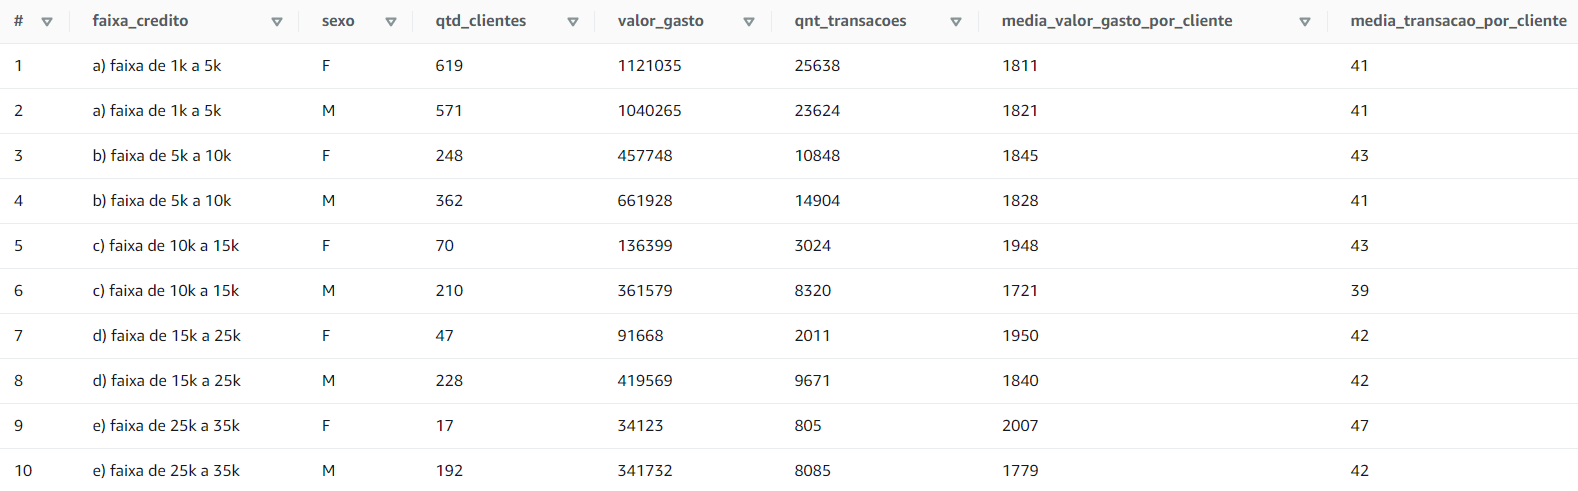 # faixa_credito sexo qtd_clientes valor_gasto qnt_transacoes media_valor_gasto_por_cliente media_transacao_por_cliente
1 a) faixa de 1k a 5k F 619 1121035 25638 1811 41
2 a) faixa de 1k a 5k M 571 1040265 23624 1821 41
3 b) faixa de 5k a 10k F 248 457748 10848 1845 43
4 b) faixa de 5k a 10k M 362 661928 14904 1828 41
5 c) faixa de 10k a 15k F 70 136399 3024 1948 43
6 c) faixa de 10k a 15k M 210 361579 8320 1721 39
7 d) faixa de 15k a 25k F 47 91668 2011 1950 42
8 d) faixa de 15k a 25k M 228 419569 9671 1840 42
9 e) faixa de 25k a 35k F 17 34123 805 2007 47
10 e) faixa de 25k a 35k M 192 341732 8085 1779 42